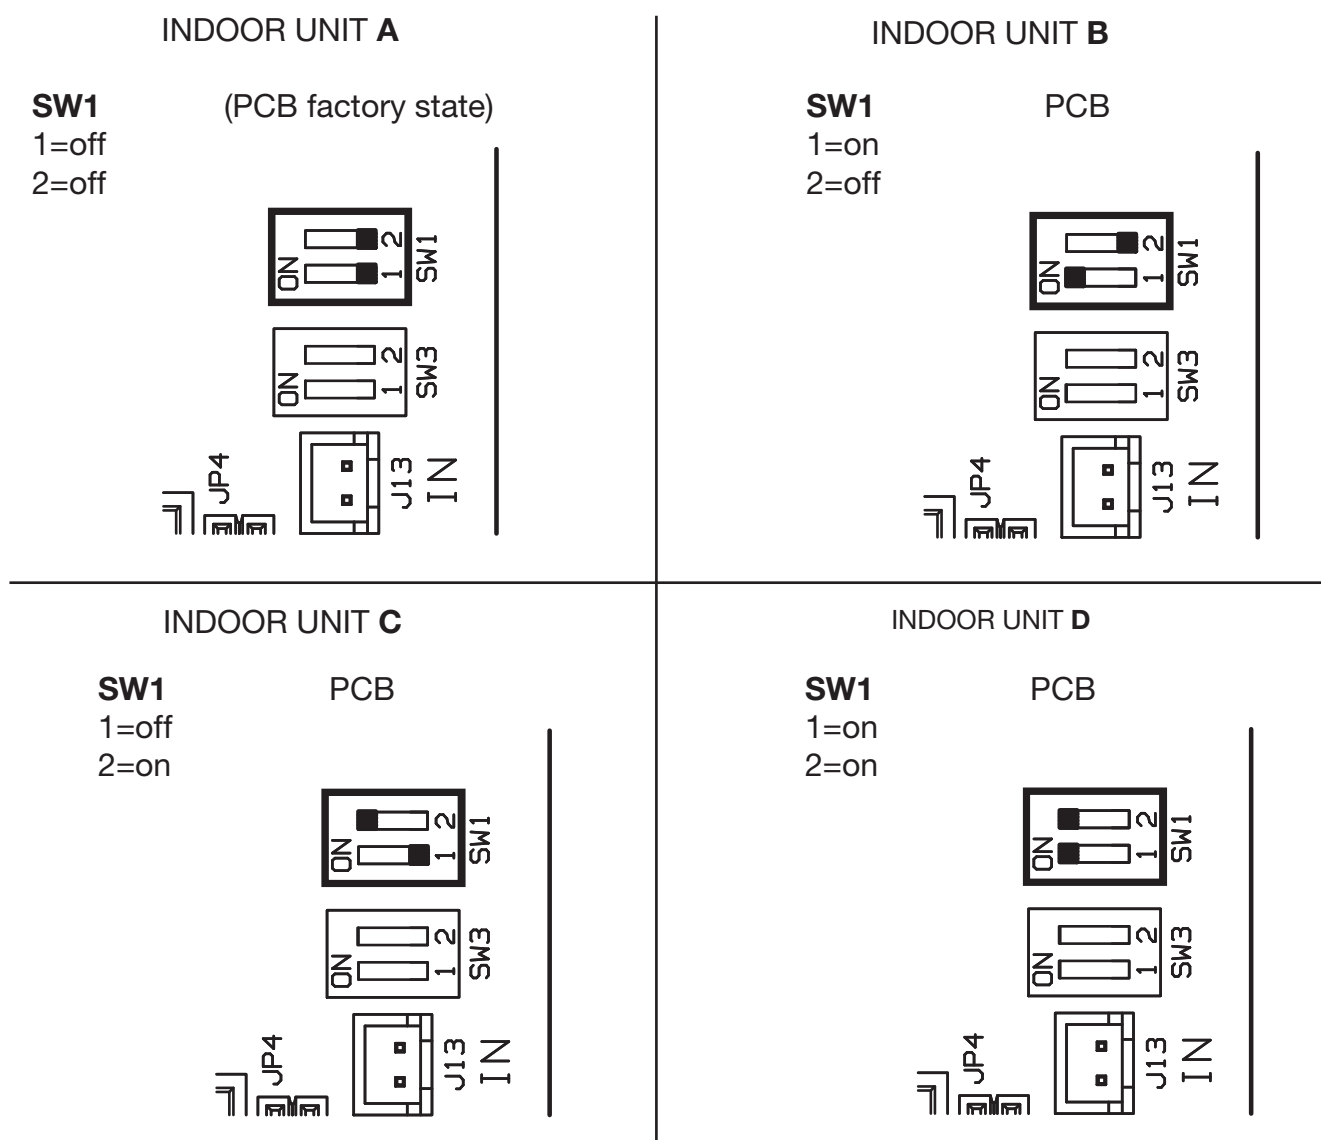 INDOOR UNIT A
SW1 (PCB factory state)
1=off
2=off
ON
2
1
SW1
ON
2
1
SW3
JP4
J13
IN
INDOOR UNIT B
SW1 PCB
1=on
2=off
ON
2
1
SW1
ON
2
1
SW3
JP4
J13
IN
INDOOR UNIT C
SW1 PCB
1=off
2=on
ON
2
1
SW1
ON
2
1
SW3
JP4
J13
IN
INDOOR UNIT D
SW1 PCB
1=on
2=on
ON
2
1
SW1
ON
2
1
SW3
JP4
J13
IN